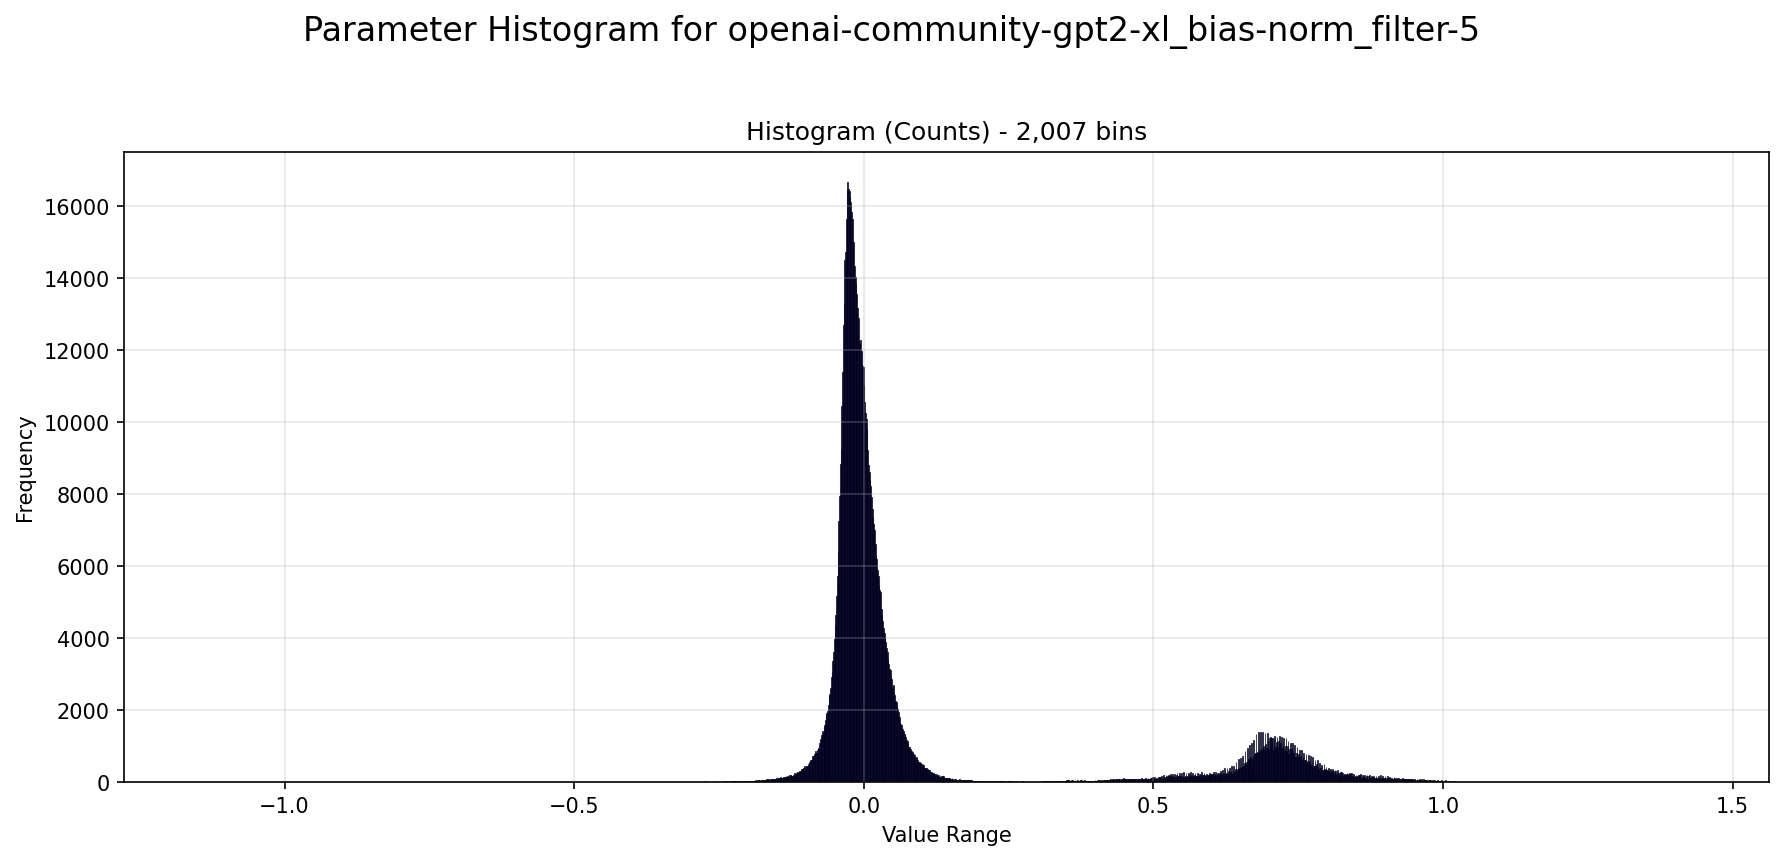 Parameter Histogram for openai-community-gpt2-xl_bias-norm_filter-5
Histogram (Counts) - 2,007 bins
Frequency
16000
14000
12000
10000
8000
6000
4000
2000
0
−1.0 −0.5 0.0 0.5 1.0 1.5
Value Range